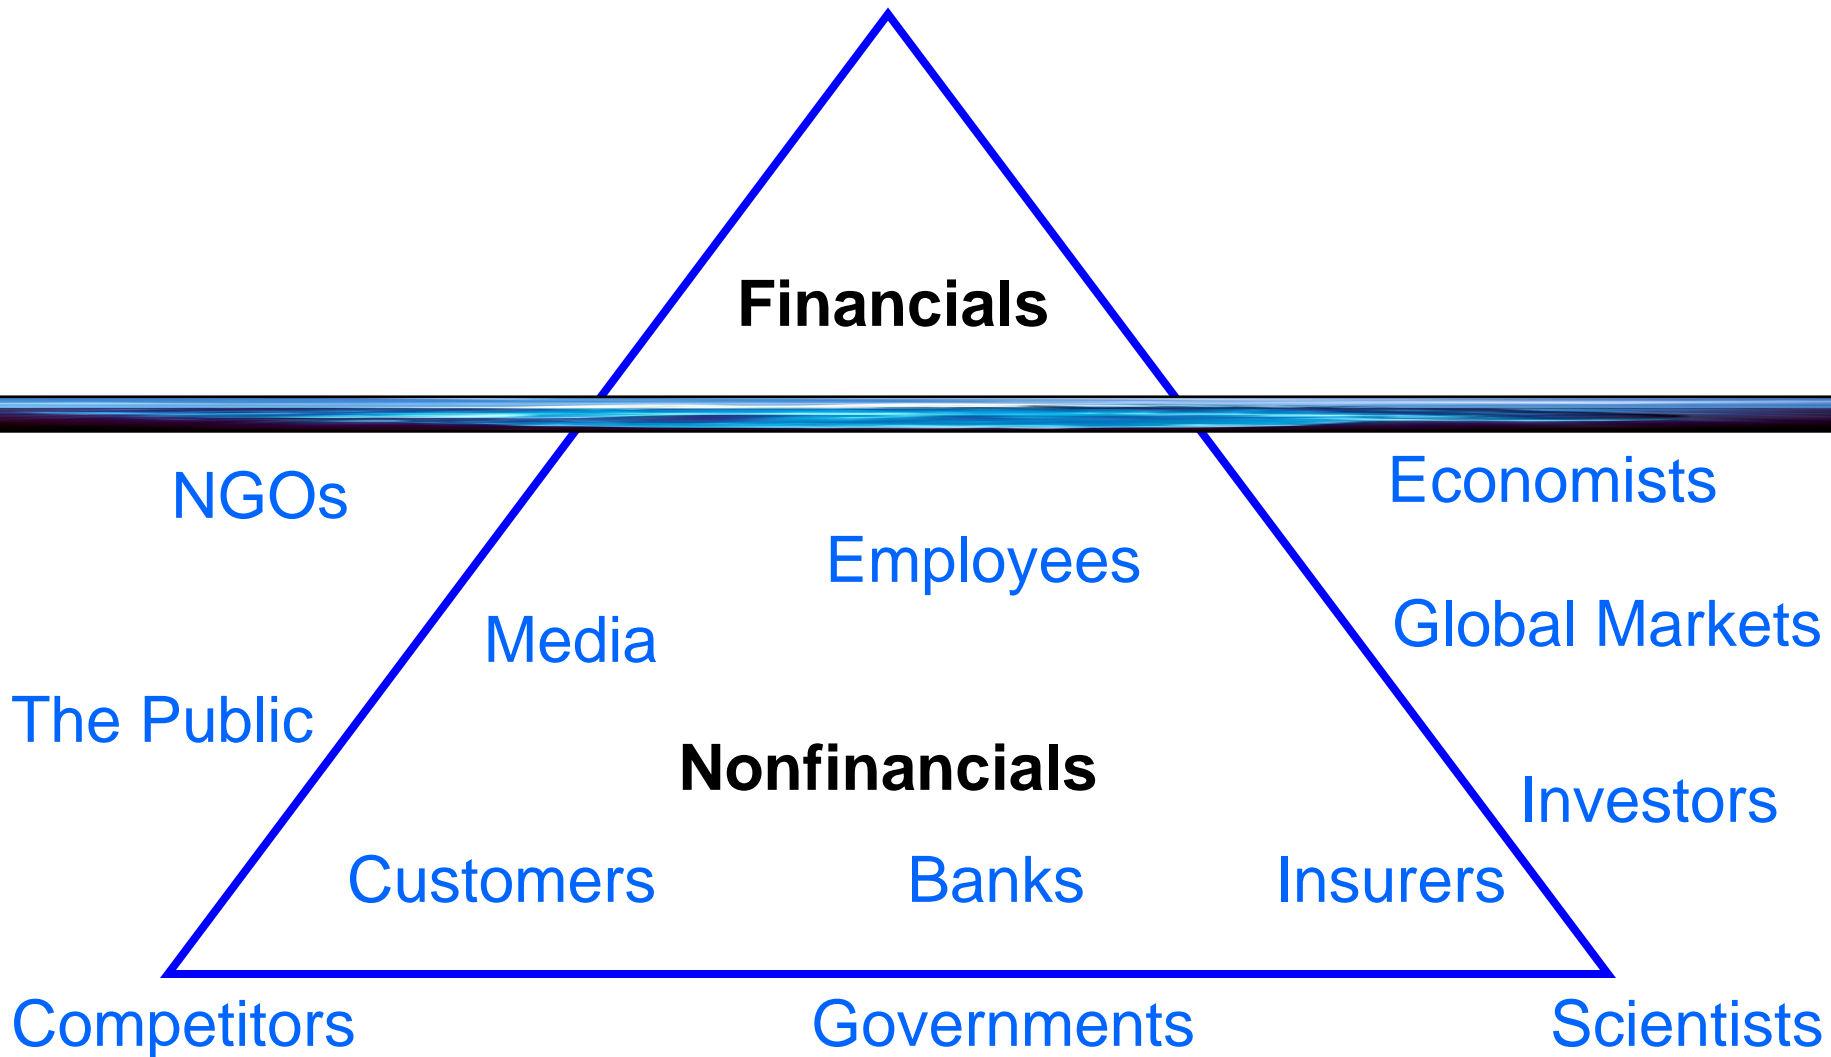 Financials
NGOs
Economists
Employees
Media
Global Markets
The Public
Nonfinancials
Investors
Customers
Banks
Insurers
Competitors
Governments
Scientists